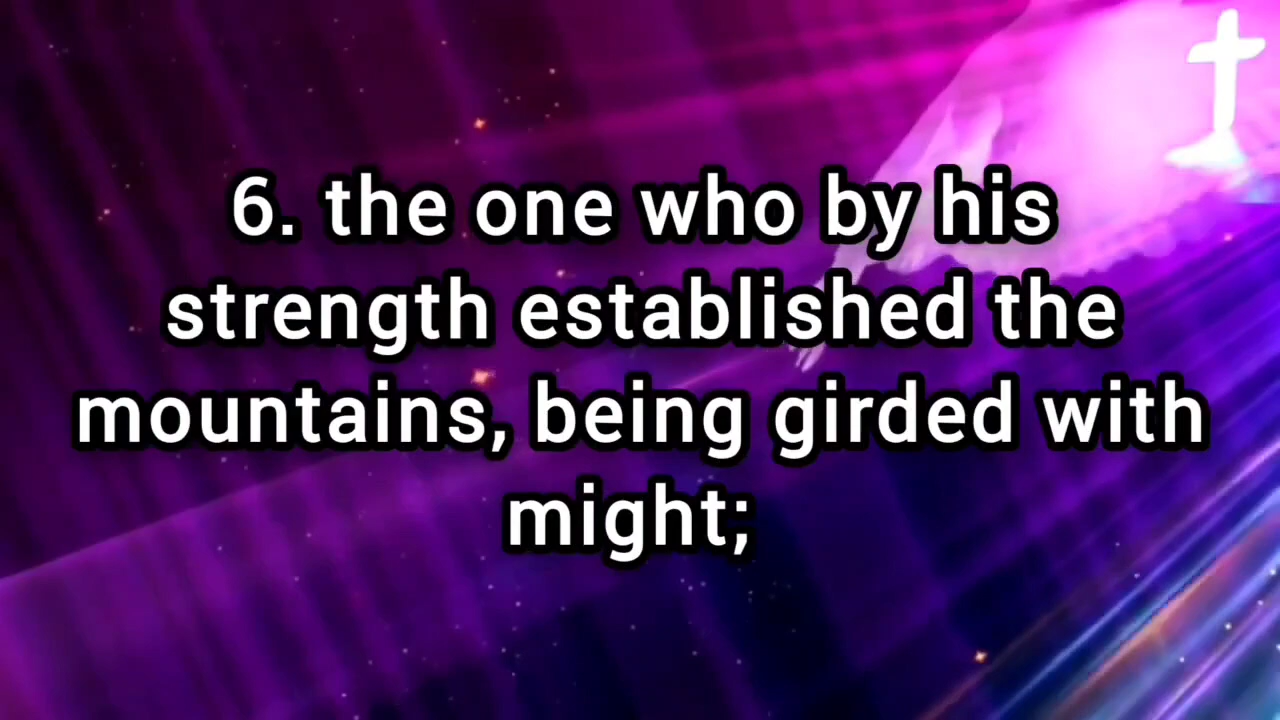 6. the one who by his
strength established the
mountains, being girded with
might;